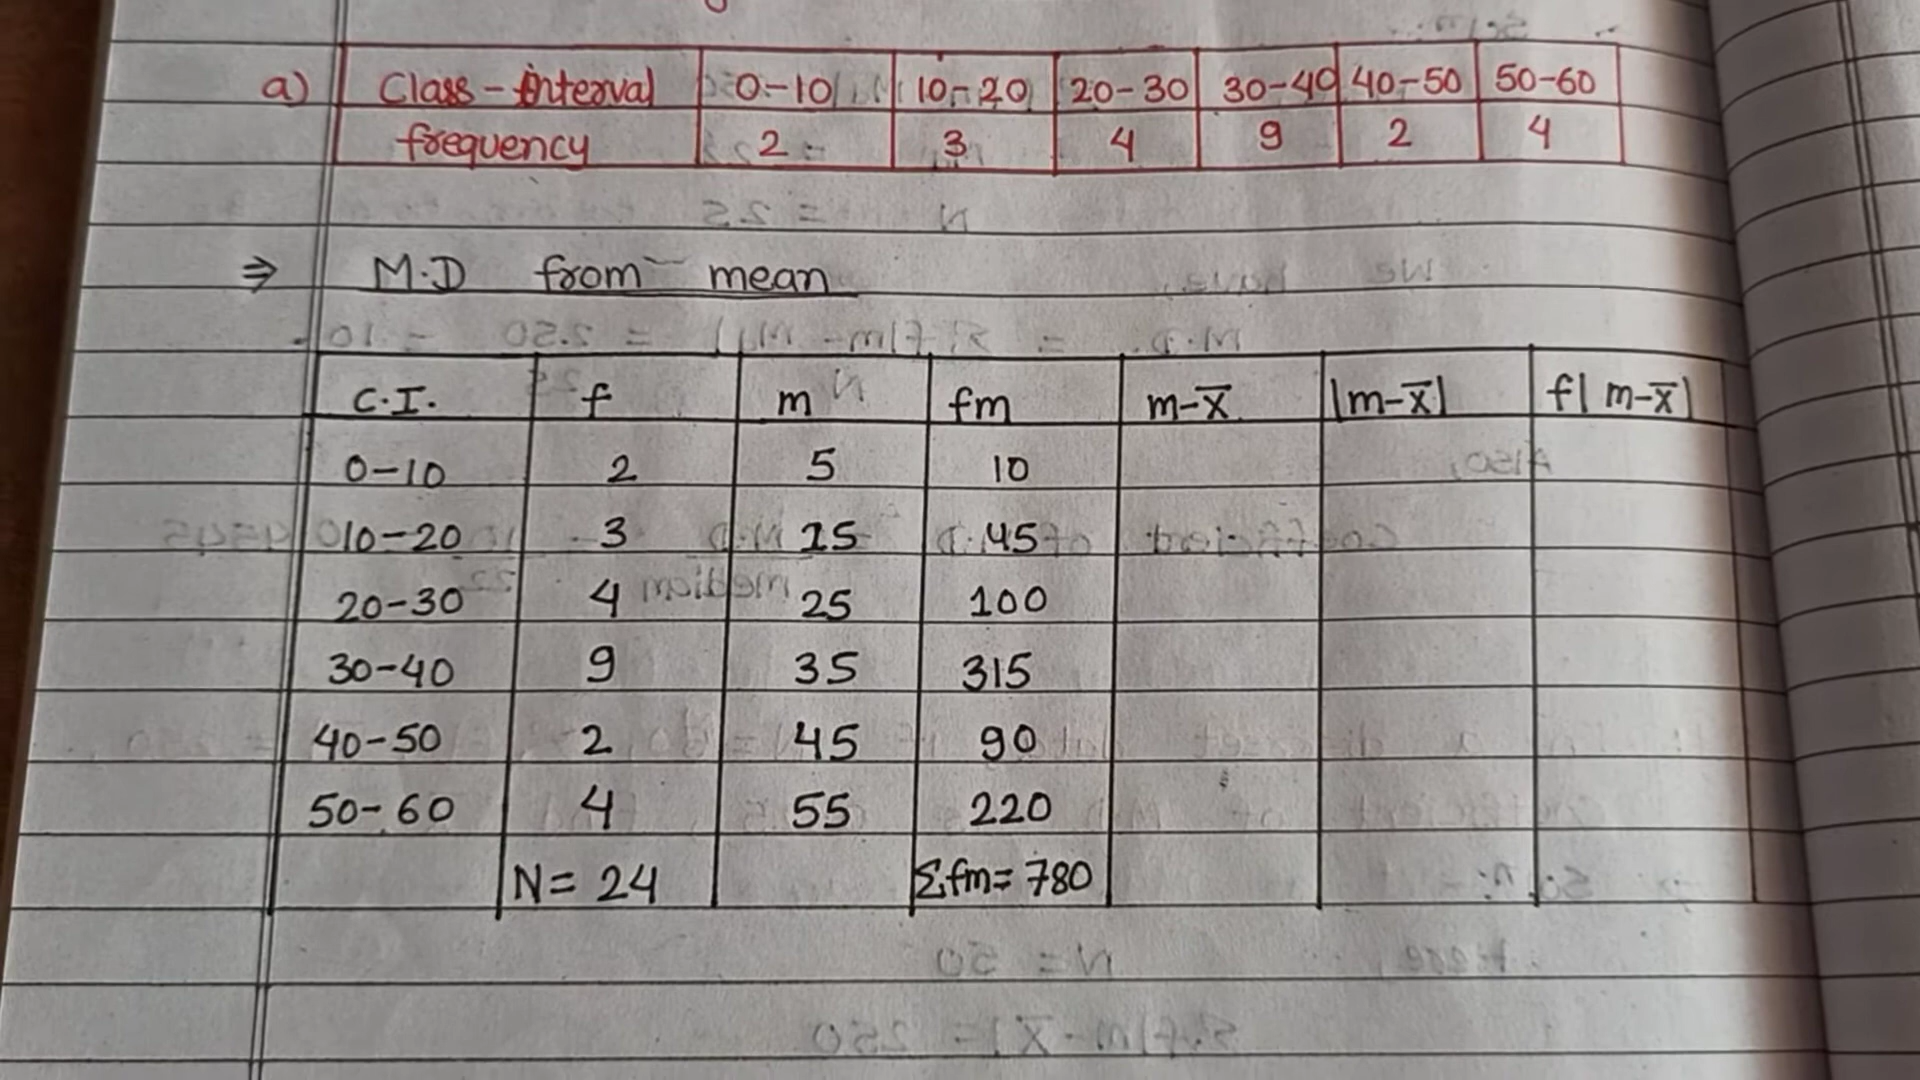 a) Class-interval 0-10 10-20 20-30 30-40 40-50 50-60
frequency 2 3 4 9 2 4
⇒ M.D from mean
C.I. f m fm m-X̅ |m-X̅| f|m-X̅|
0-10 2 5 10
10-20 3 15 45
20-30 4 25 100
30-40 9 35 315
40-50 2 45 90
50-60 4 55 220
N= 24 Σfm= 780